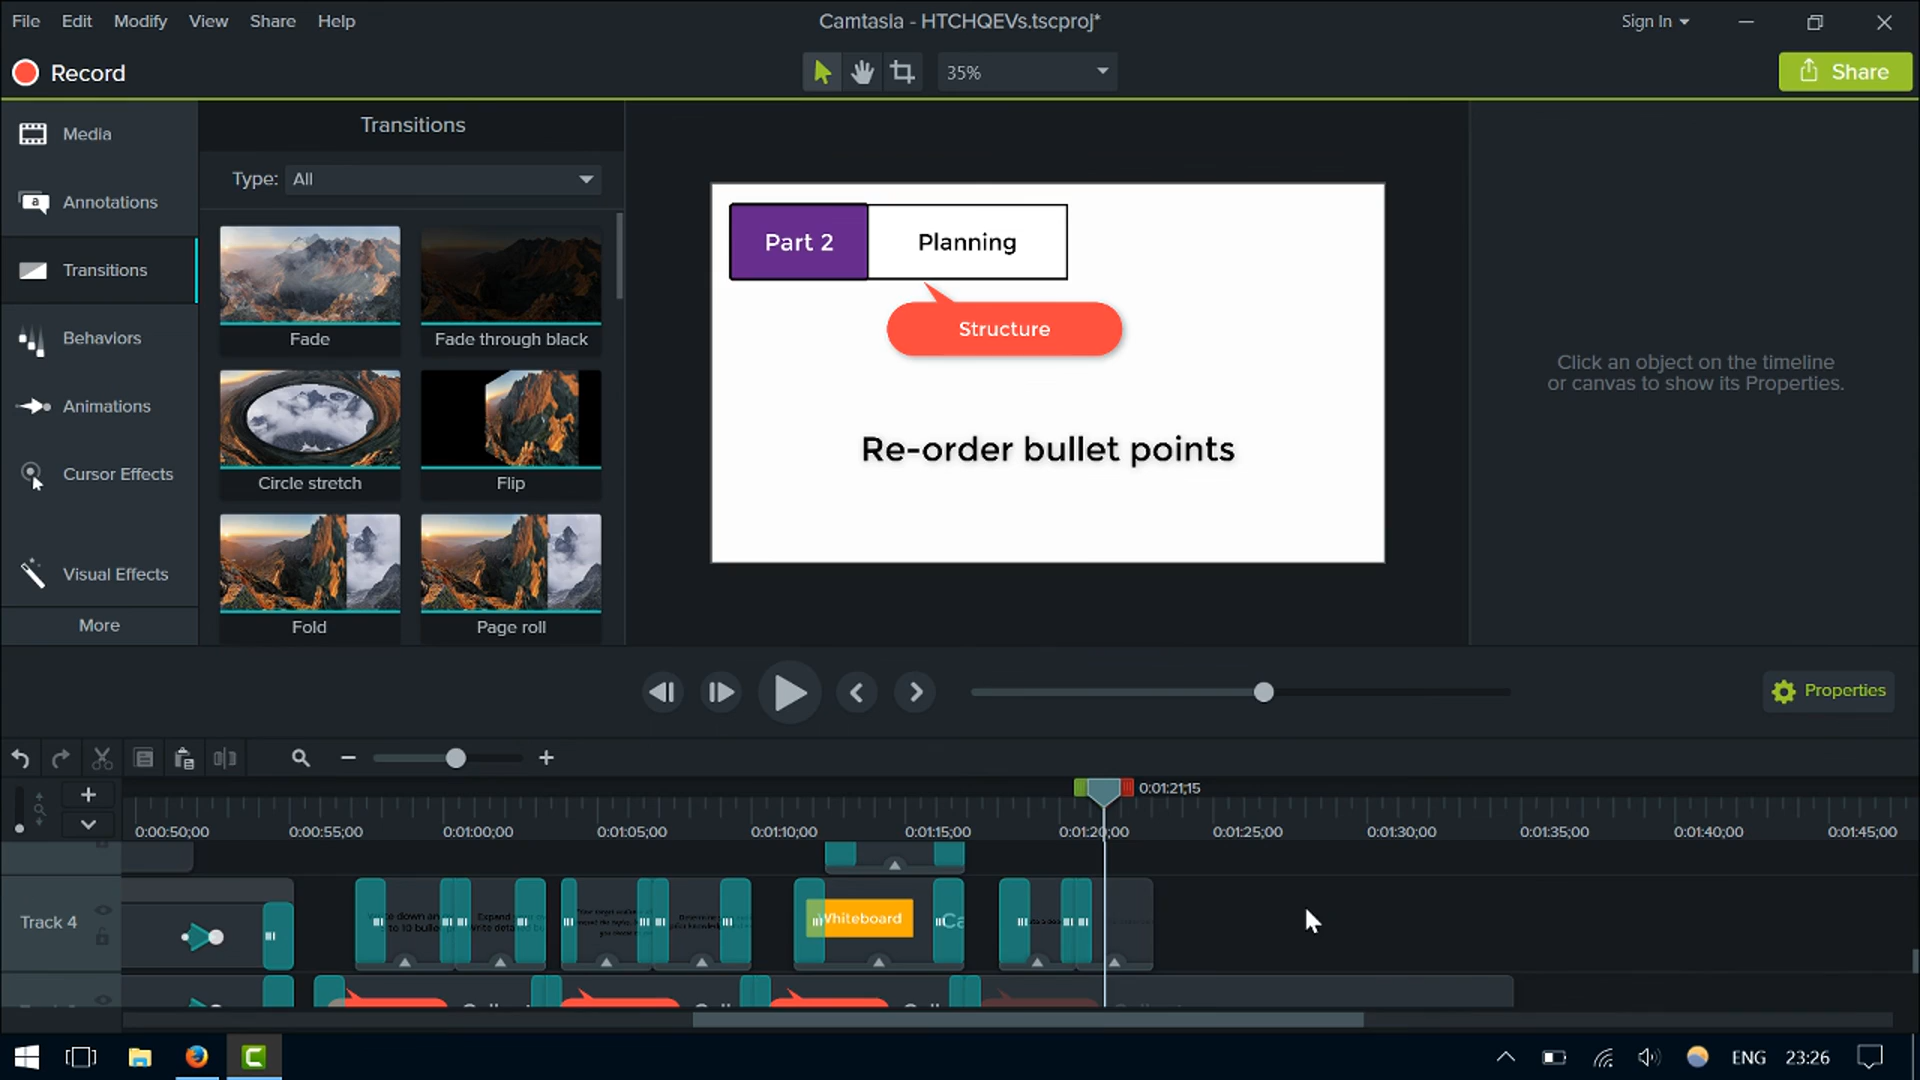 File Edit Modify View Share Help
Camtasia - HTCHQEVs.tscproj*
Sign In
Record
35%
Share
Media
Annotations
Transitions
Behaviors
Animations
Cursor Effects
Visual Effects
More
Transitions
Type: All
Fade
Fade through black
Circle stretch
Flip
Fold
Page roll
Part 2
Planning
Structure
Re-order bullet points
Click an object on the timeline
or canvas to show its Properties.
Properties
0:01:21;15
0:00:50;00 0:00:55;00 0:01:00;00 0:01:05;00 0:01:10;00 0:01:15;00 0:01:20;00 0:01:25;00 0:01:30;00 0:01:35;00 0:01:40;00 0:01:45;00
Track 4
Whiteboard
ENG 23:26